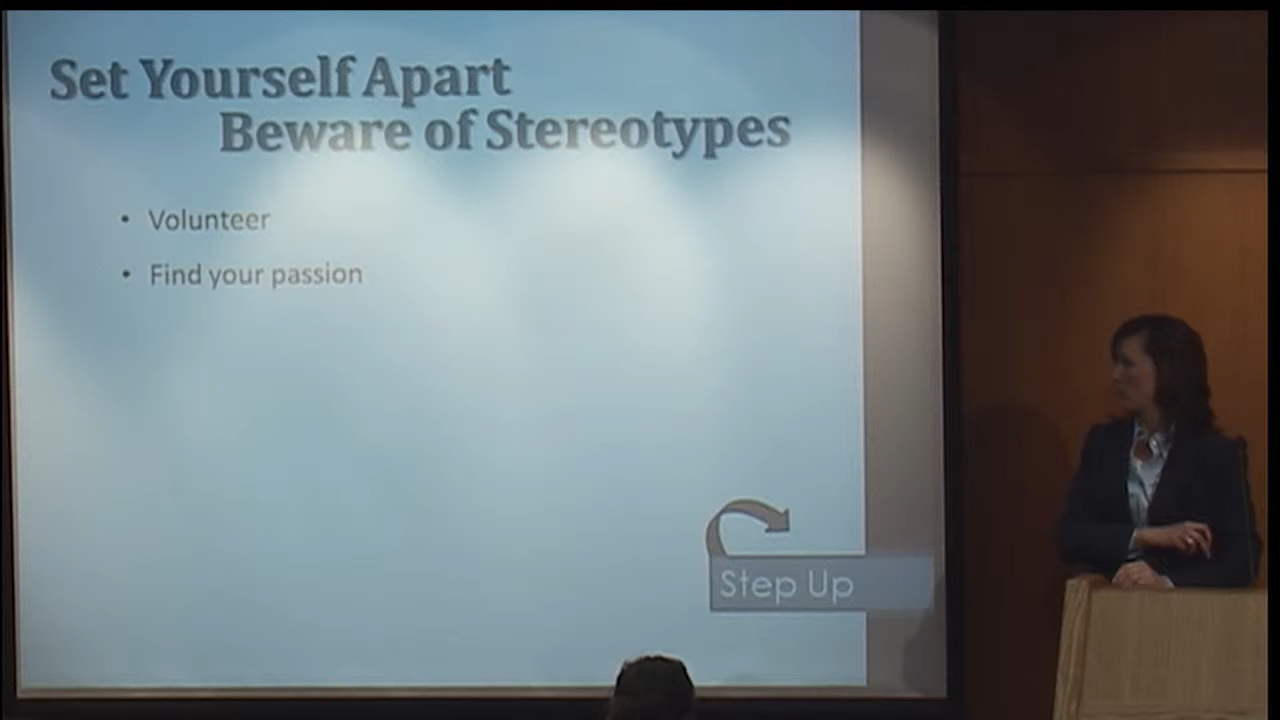 Set Yourself Apart
Beware of Stereotypes
• Volunteer
• Find your passion
Step Up